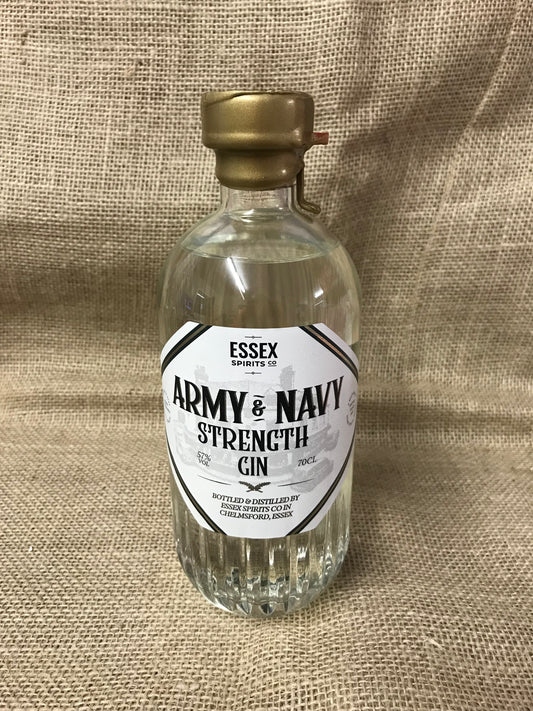 ESSEX
SPIRITS CO
ARMY & NAVY
STRENGTH
GIN
57%
VOL
70CL
BOTTLED & DISTILLED BY
ESSEX SPIRITS CO IN
CHELMSFORD, ESSEX